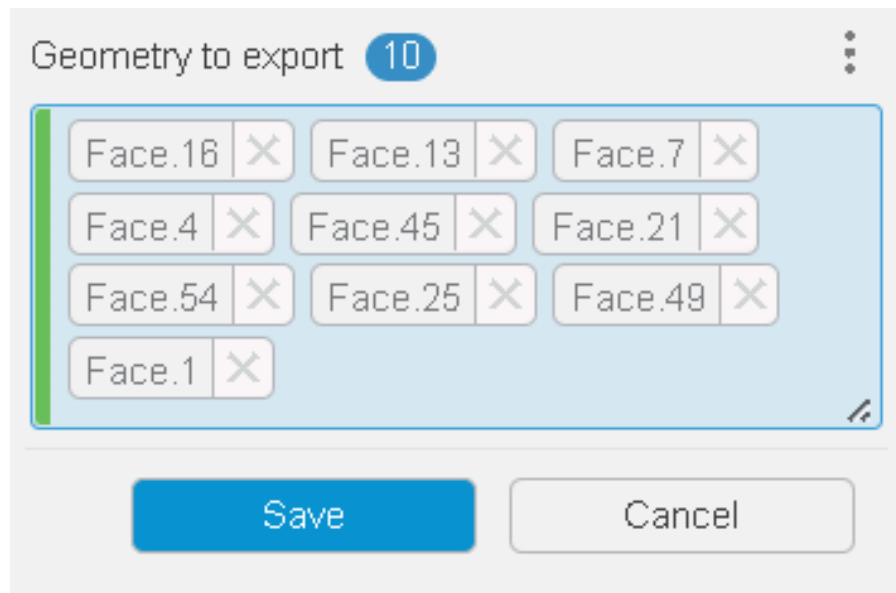 Geometry to export 10
Face.16 Face.13 Face.7
Face.4 Face.45 Face.21
Face.54 Face.25 Face.49
Face.1
Save Cancel